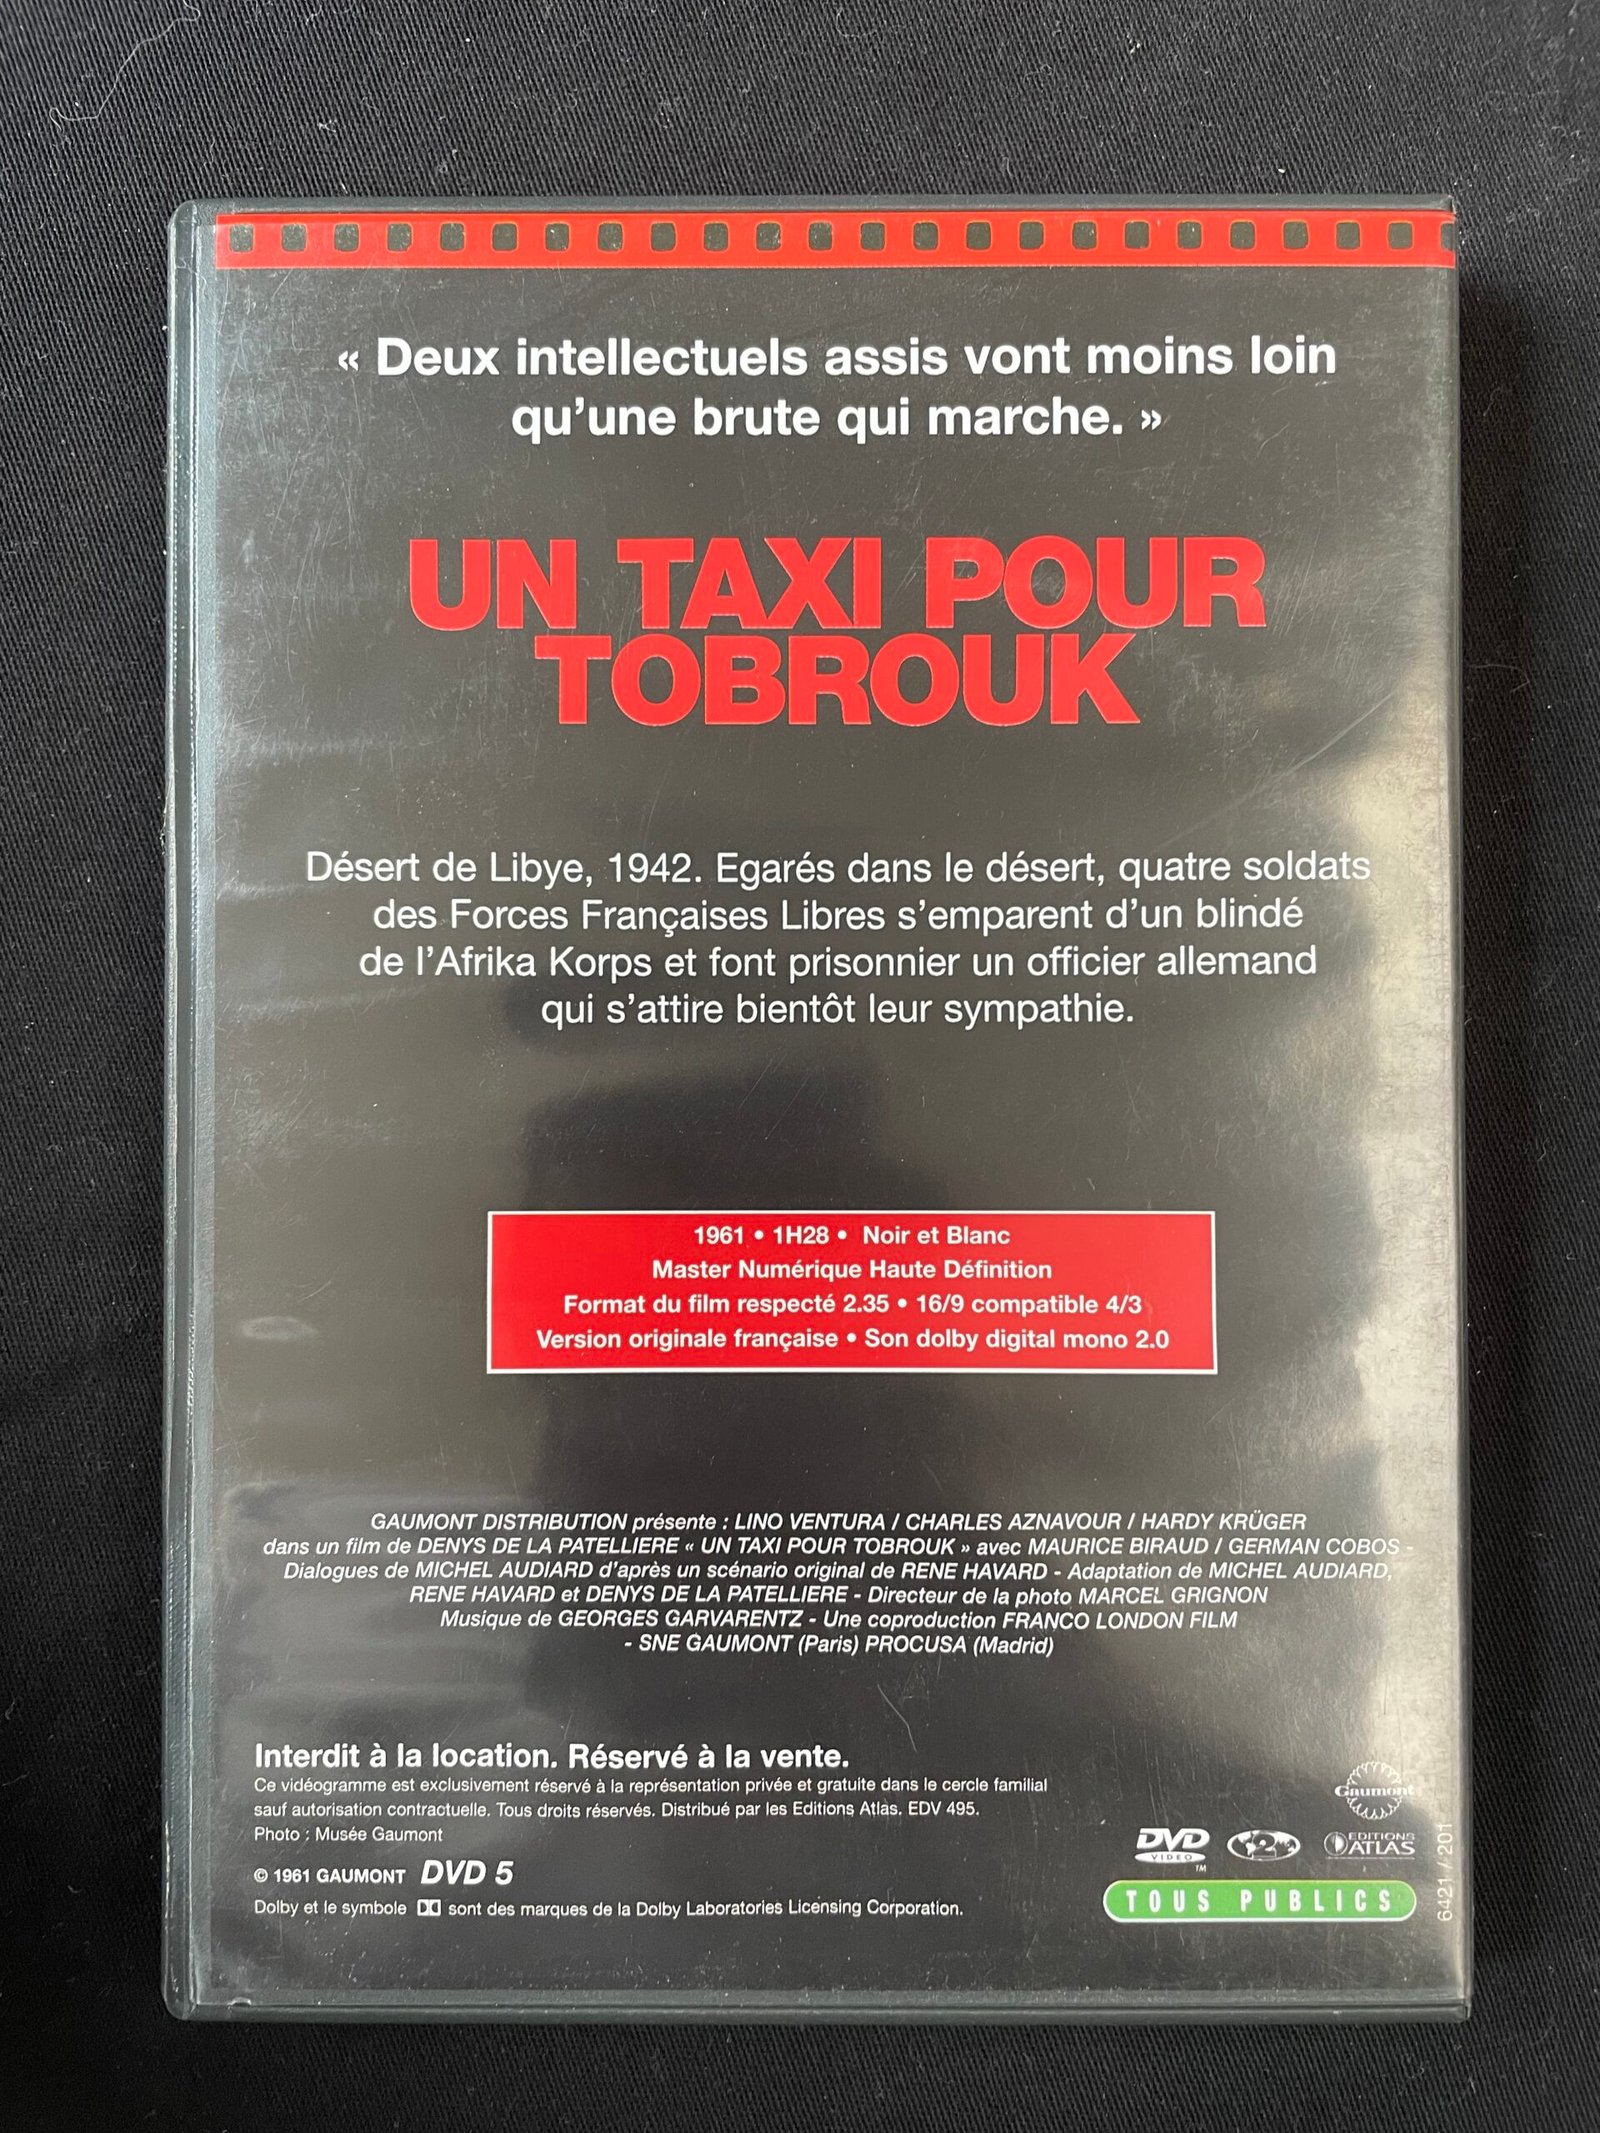 « Deux intellectuels assis vont moins loin
qu’une brute qui marche. »
UN TAXI POUR
TOBROUK
Désert de Libye, 1942. Egarés dans le désert, quatre soldats
des Forces Françaises Libres s’emparent d’un blindé
de l’Afrika Korps et font prisonnier un officier allemand
qui s’attire bientôt leur sympathie.
1961 • 1H28 • Noir et Blanc
Master Numérique Haute Définition
Format du film respecté 2.35 • 16/9 compatible 4/3
Version originale française • Son dolby digital mono 2.0
GAUMONT DISTRIBUTION présente : LINO VENTURA / CHARLES AZNAVOUR / HARDY KRÜGER
dans un film de DENYS DE LA PATELLIERE « UN TAXI POUR TOBROUK » avec MAURICE BIRAUD / GERMAN COBOS -
Dialogues de MICHEL AUDIARD d’après un scénario original de RENE HAVARD - Adaptation de MICHEL AUDIARD,
RENE HAVARD et DENYS DE LA PATELLIERE - Directeur de la photo MARCEL GRIGNON
Musique de GEORGES GARVARENTZ - Une coproduction FRANCO LONDON FILM
- SNE GAUMONT (Paris) PROCUSA (Madrid)
Interdit à la location. Réservé à la vente.
Ce vidéogramme est exclusivement réservé à la représentation privée et gratuite dans le cercle familial
sauf autorisation contractuelle. Tous droits réservés. Distribué par les Editions Atlas. EDV 495.
Photo : Musée Gaumont
© 1961 GAUMONT DVD 5
Dolby et le symbole sont des marques de la Dolby Laboratories Licensing Corporation.
Gaumont
DVD
VIDEO
TM
2
EDITIONS
ATLAS
TOUS PUBLICS
6421 / 201